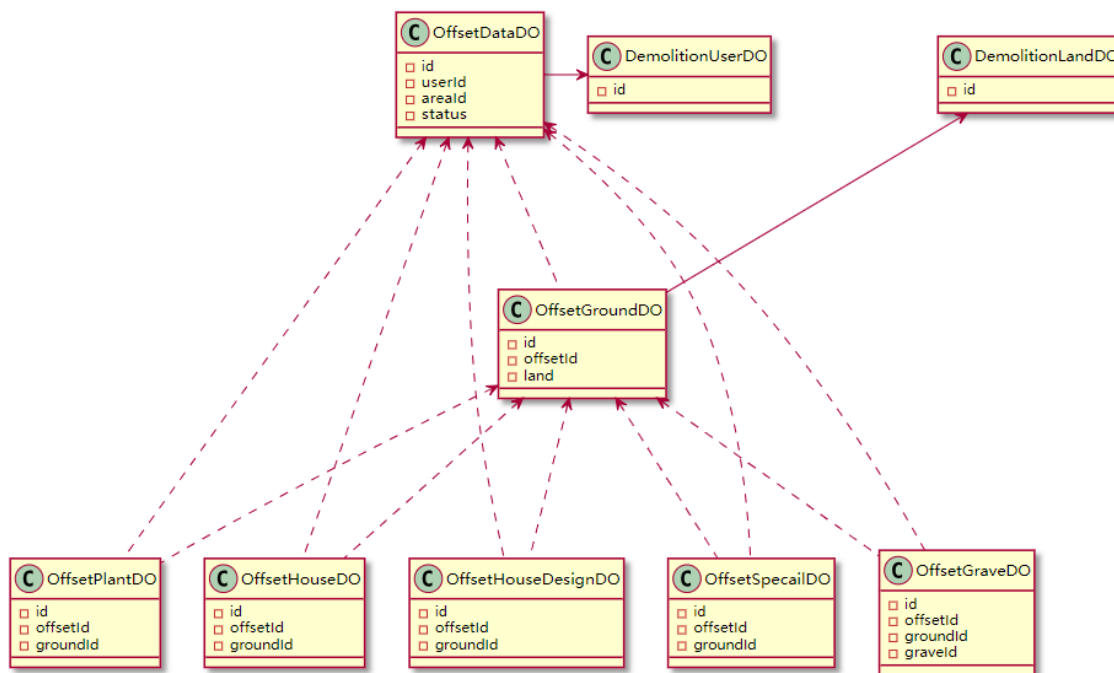 C OffsetDataDO
id
userId
areaId
status
C DemolitionUserDO
id
C DemolitionLandDO
id
C OffsetGroundDO
id
offsetId
land
C OffsetPlantDO
id
offsetId
groundId
C OffsetHouseDO
id
offsetId
groundId
C OffsetHouseDesignDO
id
offsetId
groundId
C OffsetSpecailDO
id
offsetId
groundId
C OffsetGraveDO
id
offsetId
groundId
graveId